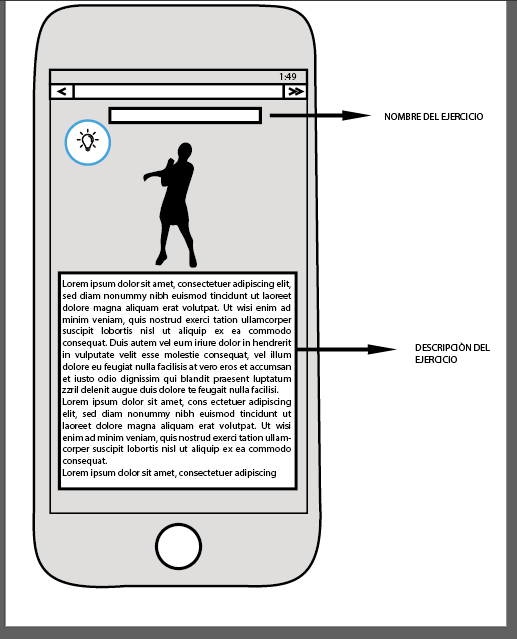 1:49
NOMBRE DEL EJERCICIO
Lorem ipsum dolor sit amet, consectetuer adipiscing elit,
sed diam nonummy nibh euismod tincidunt ut laoreet
dolore magna aliquam erat volutpat. Ut wisi enim ad
minim veniam, quis nostrud exerci tation ullamcorper
suscipit lobortis nisl ut aliquip ex ea commodo
consequat. Duis autem vel eum iriure dolor in hendrerit
in vulputate velit esse molestie consequat, vel illum
dolore eu feugiat nulla facilisis at vero eros et accumsan
et iusto odio dignissim qui blandit praesent luptatum
zzril delenit augue duis dolore te feugait nulla facilisi.
Lorem ipsum dolor sit amet, cons ectetuer adipiscing
elit, sed diam nonummy nibh euismod tincidunt ut
laoreet dolore magna aliquam erat volutpat. Ut wisi
enim ad minim veniam, quis nostrud exerci tation ullam-
corper suscipit lobortis nisl ut aliquip ex ea commodo
consequat.
Lorem ipsum dolor sit amet, consectetuer adipiscing
DESCRIPCIÒN DEL
EJERCICIO